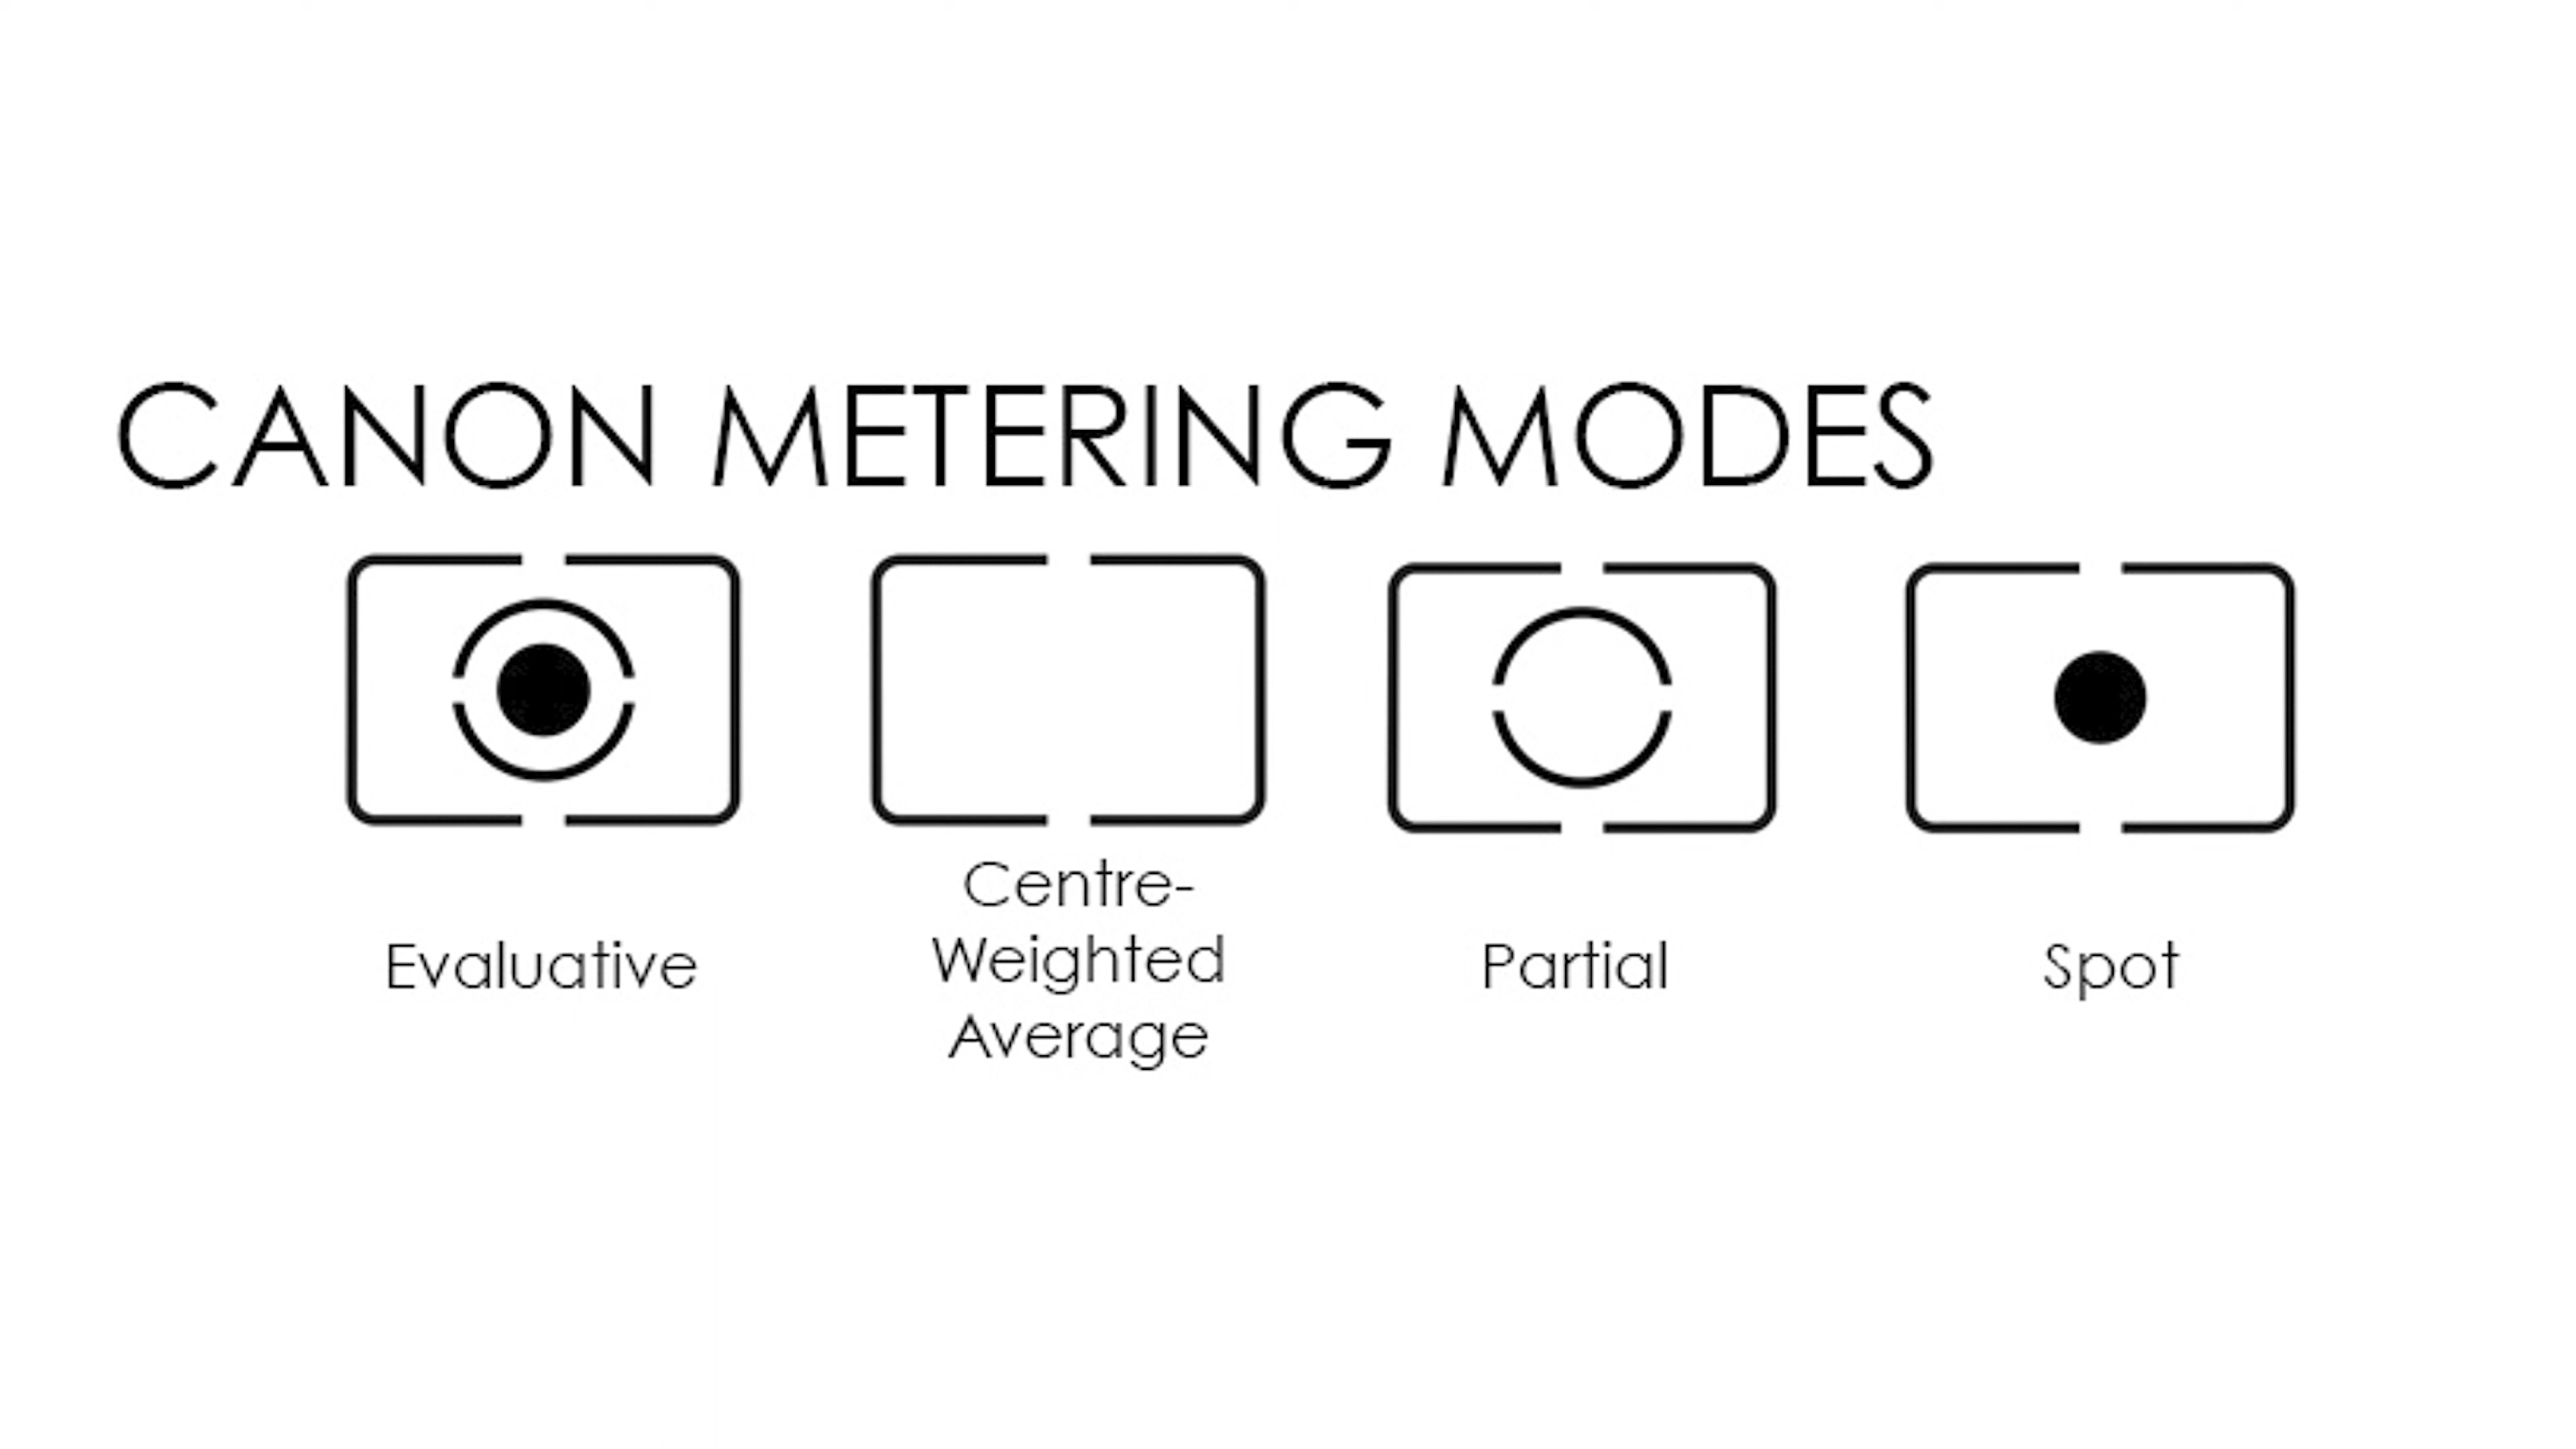 CANON METERING MODES
Evaluative
Centre-
Weighted
Average
Partial
Spot